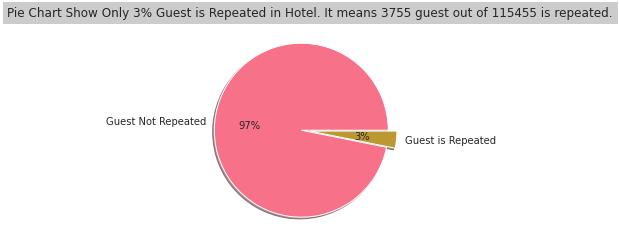 Pie Chart Show Only 3% Guest is Repeated in Hotel. It means 3755 guest out of 115455 is repeated.
Guest Not Repeated
97%
3%
Guest is Repeated